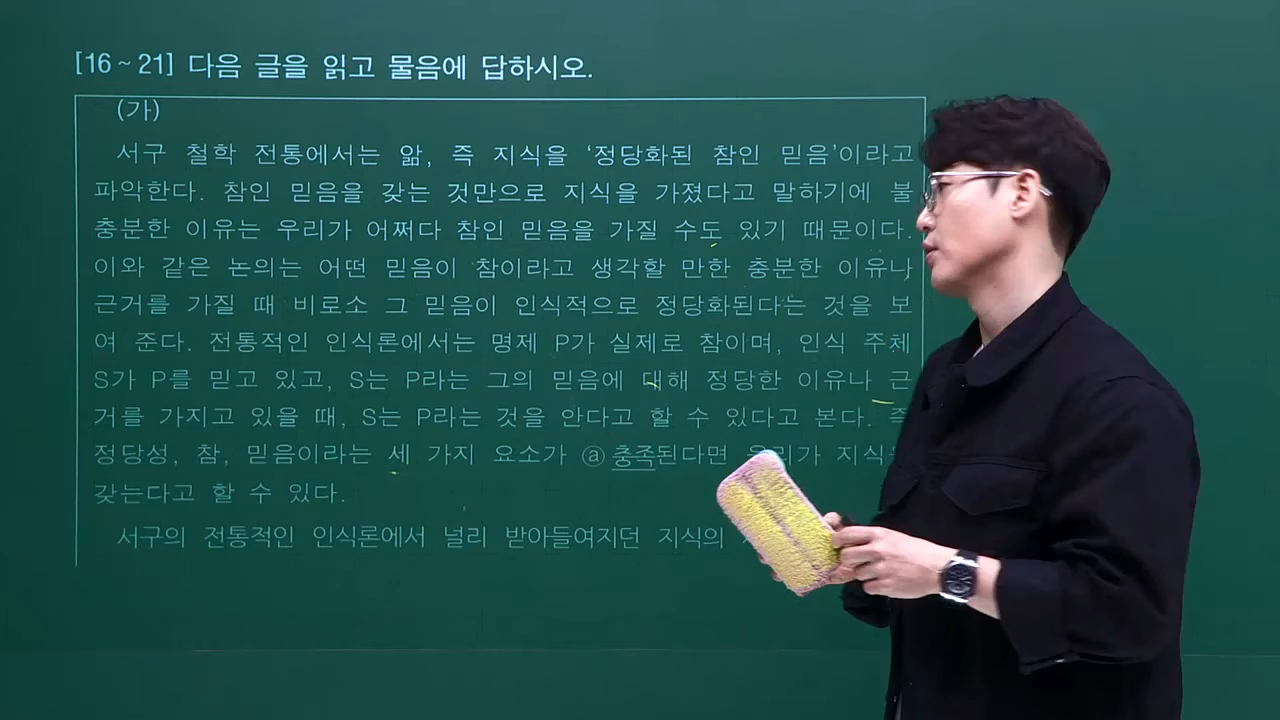 [16 ~ 21] 다음 글을 읽고 물음에 답하시오.
(가)
서구 철학 전통에서는 앎, 즉 지식을 ‘정당화된 참인 믿음’이라고
파악한다. 참인 믿음을 갖는 것만으로 지식을 가졌다고 말하기에 불
충분한 이유는 우리가 어쩌다 참인 믿음을 가질 수도 있기 때문이다.
이와 같은 논의는 어떤 믿음이 참이라고 생각할 만한 충분한 이유나
근거를 가질 때 비로소 그 믿음이 인식적으로 정당화된다는 것을 보
여 준다. 전통적인 인식론에서는 명제 P가 실제로 참이며, 인식 주체
S가 P를 믿고 있고, S는 P라는 그의 믿음에 대해 정당한 이유나 근
거를 가지고 있을 때, S는 P라는 것을 안다고 할 수 있다고 본다. 즉
정당성, 참, 믿음이라는 세 가지 요소가 ⓐ 충족된다면 우리가
갖는다고 할 수 있다.
서구의 전통적인 인식론에서 널리 받아들여지던 지식의